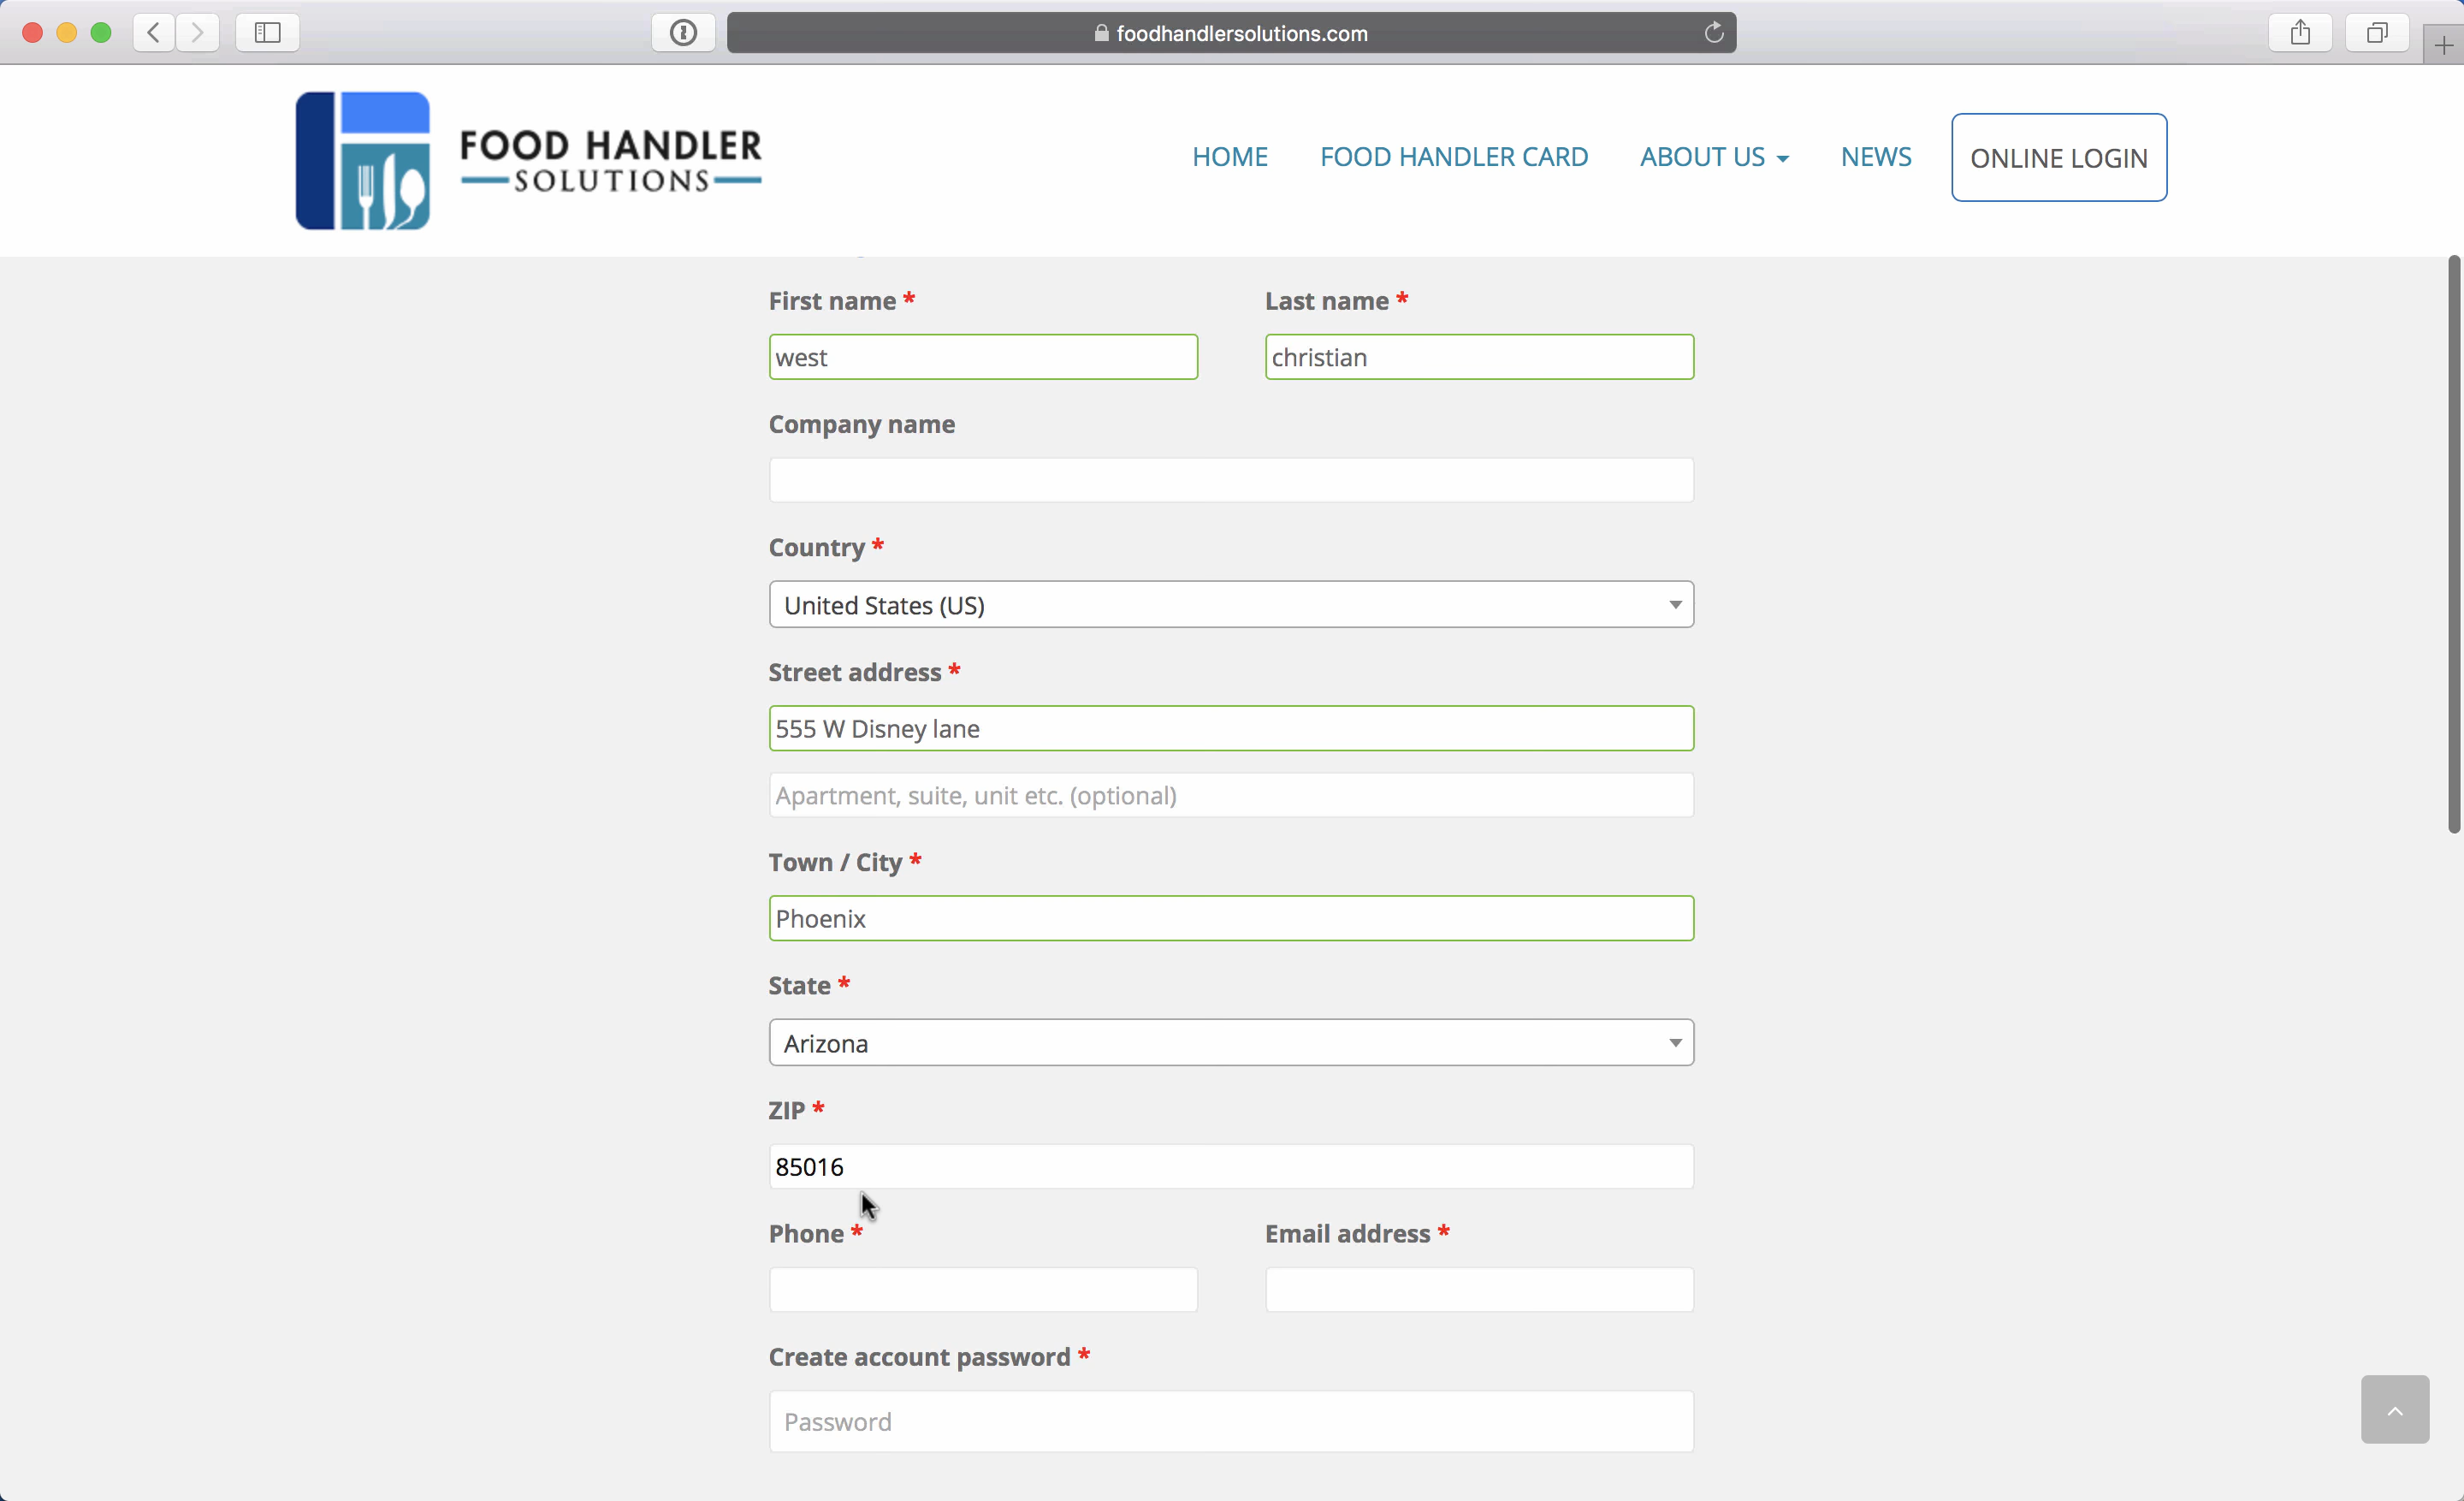 foodhandlersolutions.com
FOOD HANDLER
SOLUTIONS
HOME FOOD HANDLER CARD ABOUT US NEWS ONLINE LOGIN
First name * Last name *
west christian
Company name
Country *
United States (US)
Street address *
555 W Disney lane
Apartment, suite, unit etc. (optional)
Town / City *
Phoenix
State *
Arizona
ZIP *
85016
Phone * Email address *
Create account password *
Password